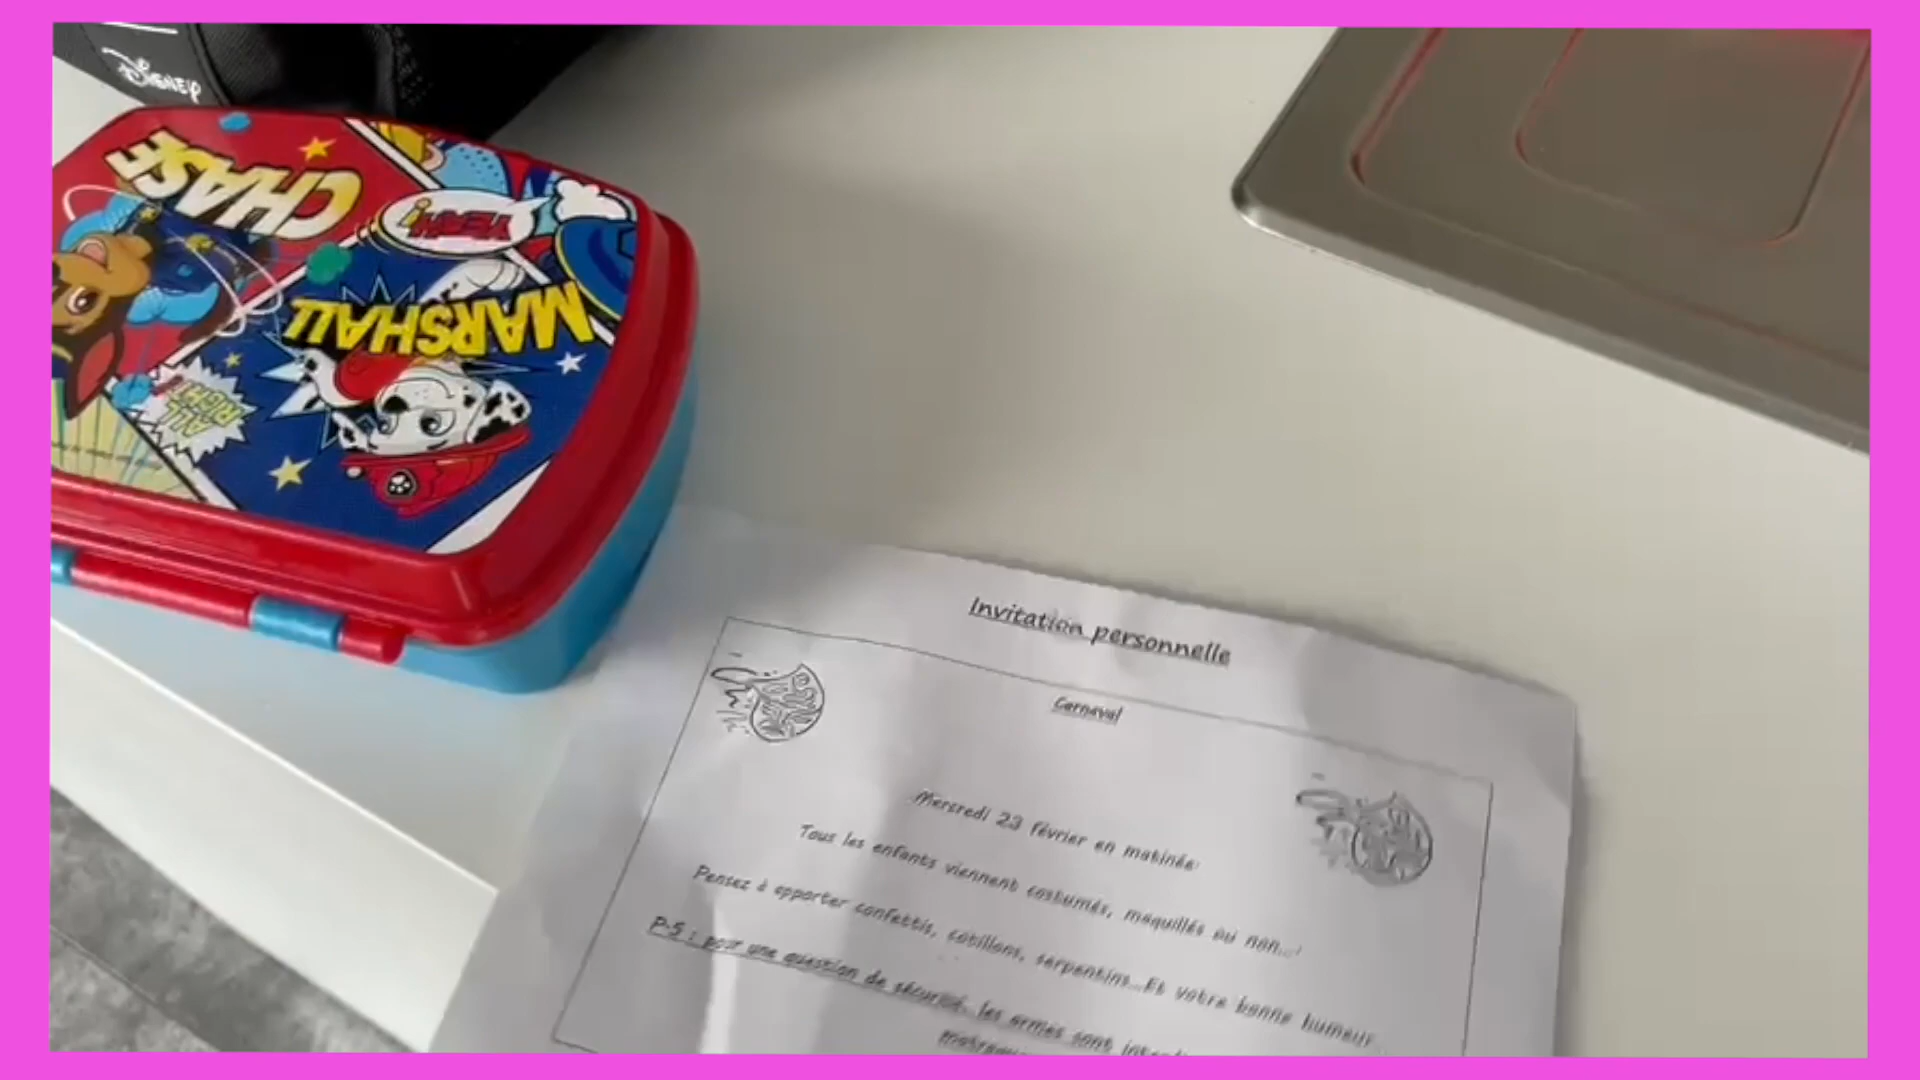 DISNEY
CHASE
YEAH!
MARSHALL
ALL
RIGHT!
Invitation personnelle
Carnaval
Mercredi 23 février en matinée
Tous les enfants viennent costumés, maquillés ou non...!
Pensez à apporter confettis, cotillons, serpentins...Et votre bonne humeur...
P-S : pour une question de sécurité, les armes sont